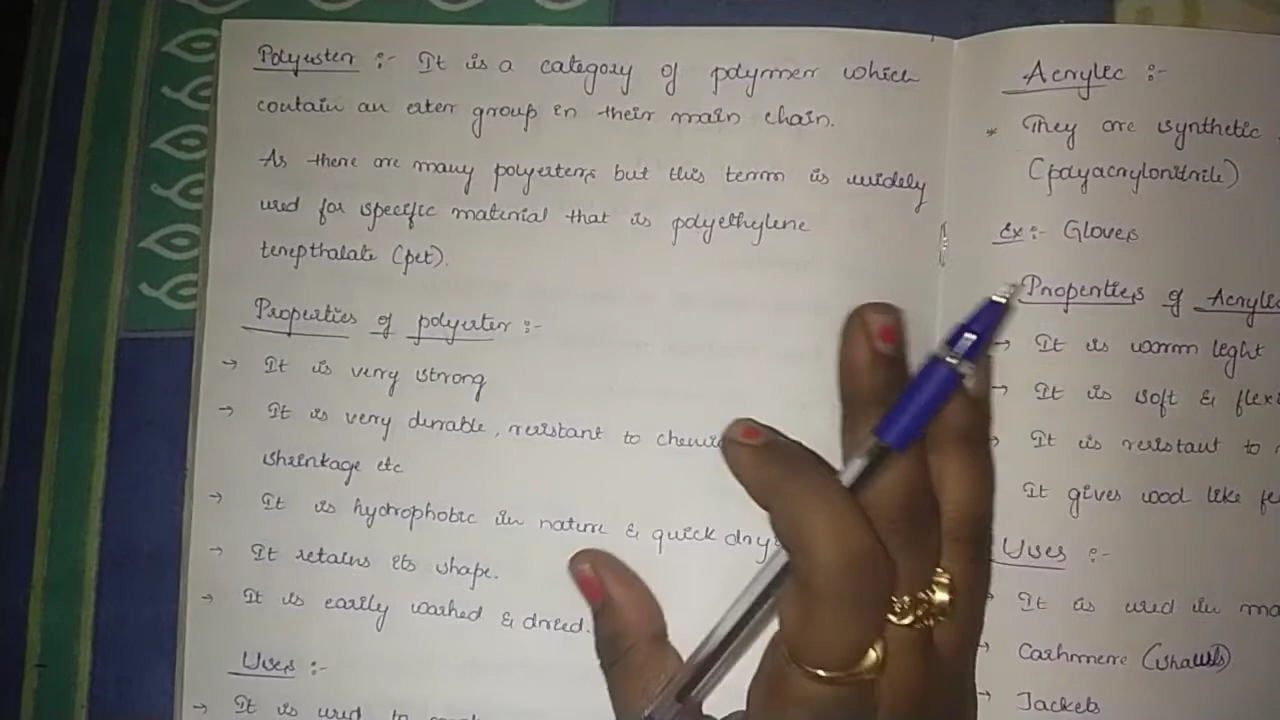 Polyester :- It is a category of polymer which
contain an ester group in their main chain.
As there are many polyesters but this term is widely
used for specific material that is polyethylene
terepthalate (pet).
Properties of polyester :-
→ It is very strong
→ It is very durable, resistant to
shrinkage etc
→ It is hydrophobic in nature & quick
→ It retains its shape.
→ It is easily washed & dried.
Uses :-
→ It is used to
Acrylic :-
* They are synthetic
(polyacrylonitrile)
Ex :- Gloves
Properties of
→ It is warm light
→ It is soft &
→ It is resistant to
It gives wool like
Uses :-
→ It is used in
→ Cashmere (shawls)
→ Jackets